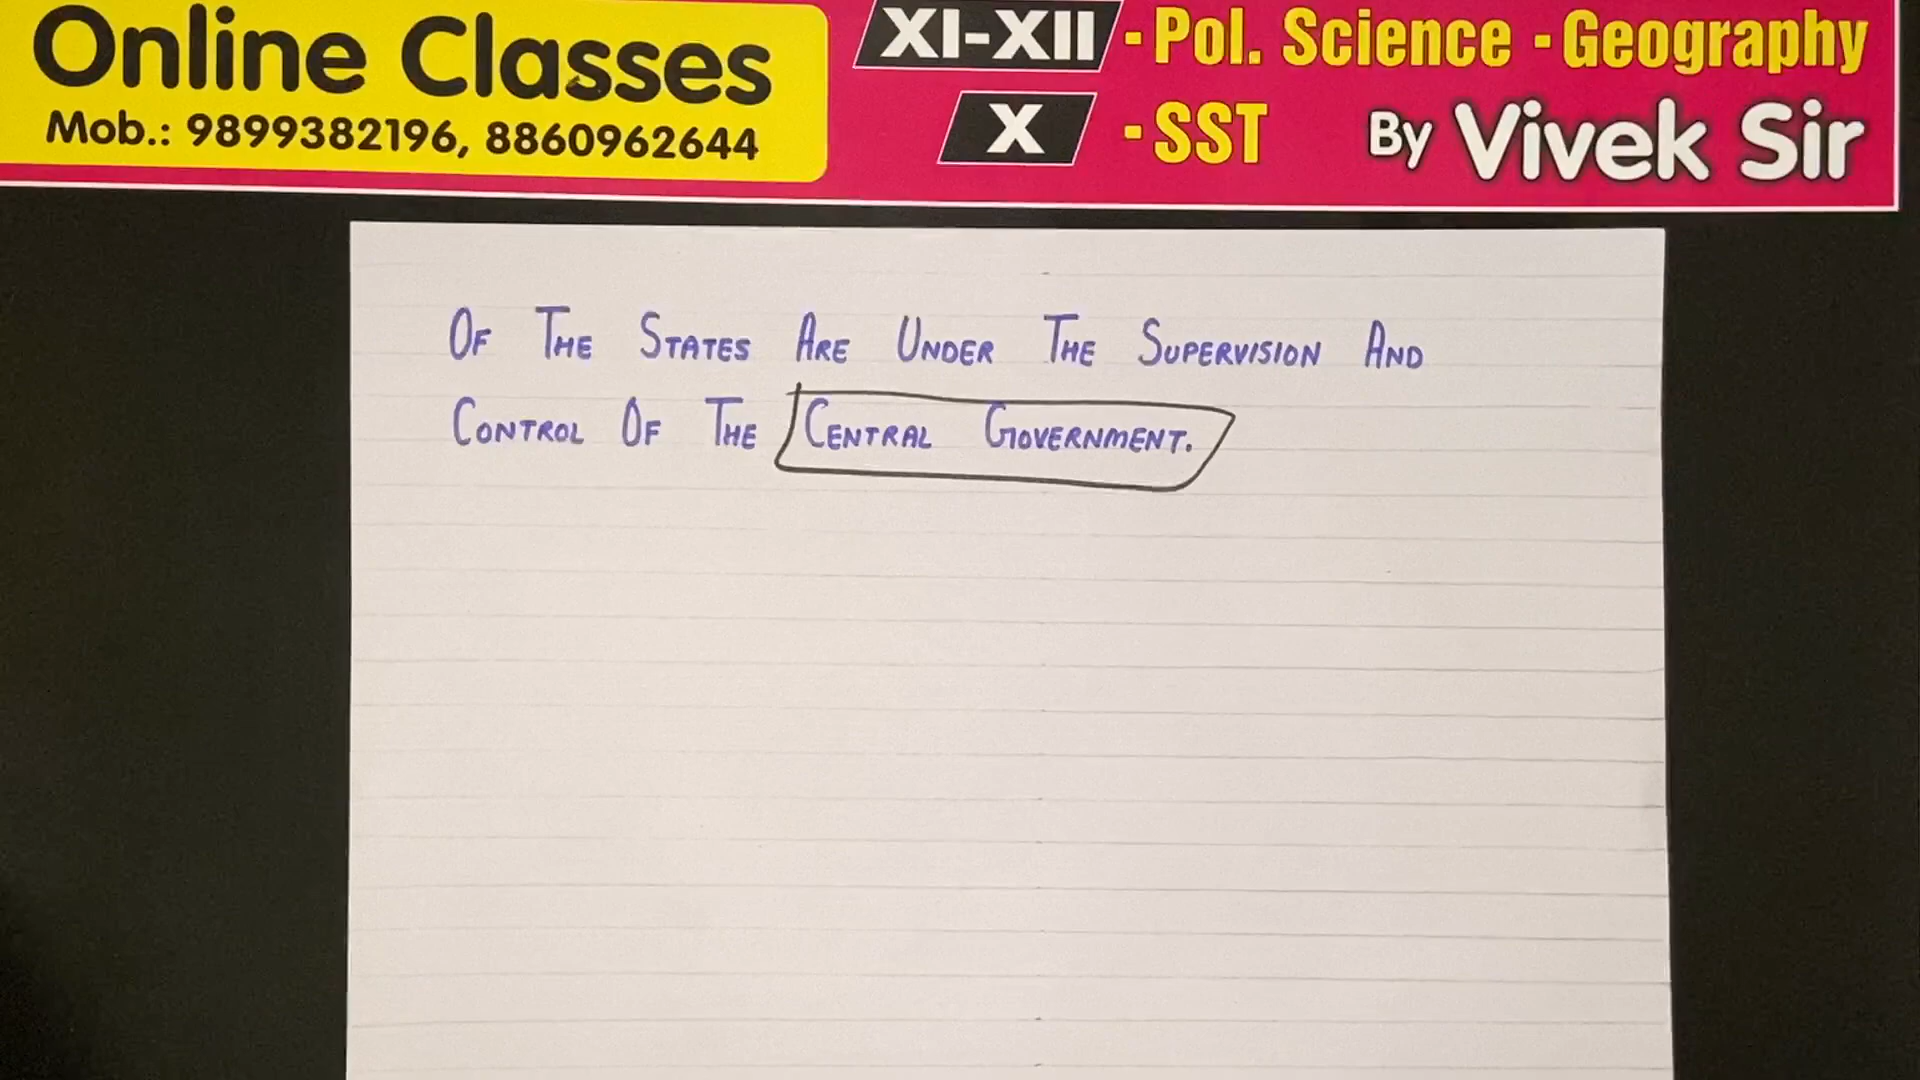 Online Classes
Mob.: 9899382196, 8860962644
XI-XII - Pol. Science - Geography
X - SST By Vivek Sir
OF THE STATES ARE UNDER THE SUPERVISION AND
CONTROL OF THE CENTRAL GOVERNMENT.